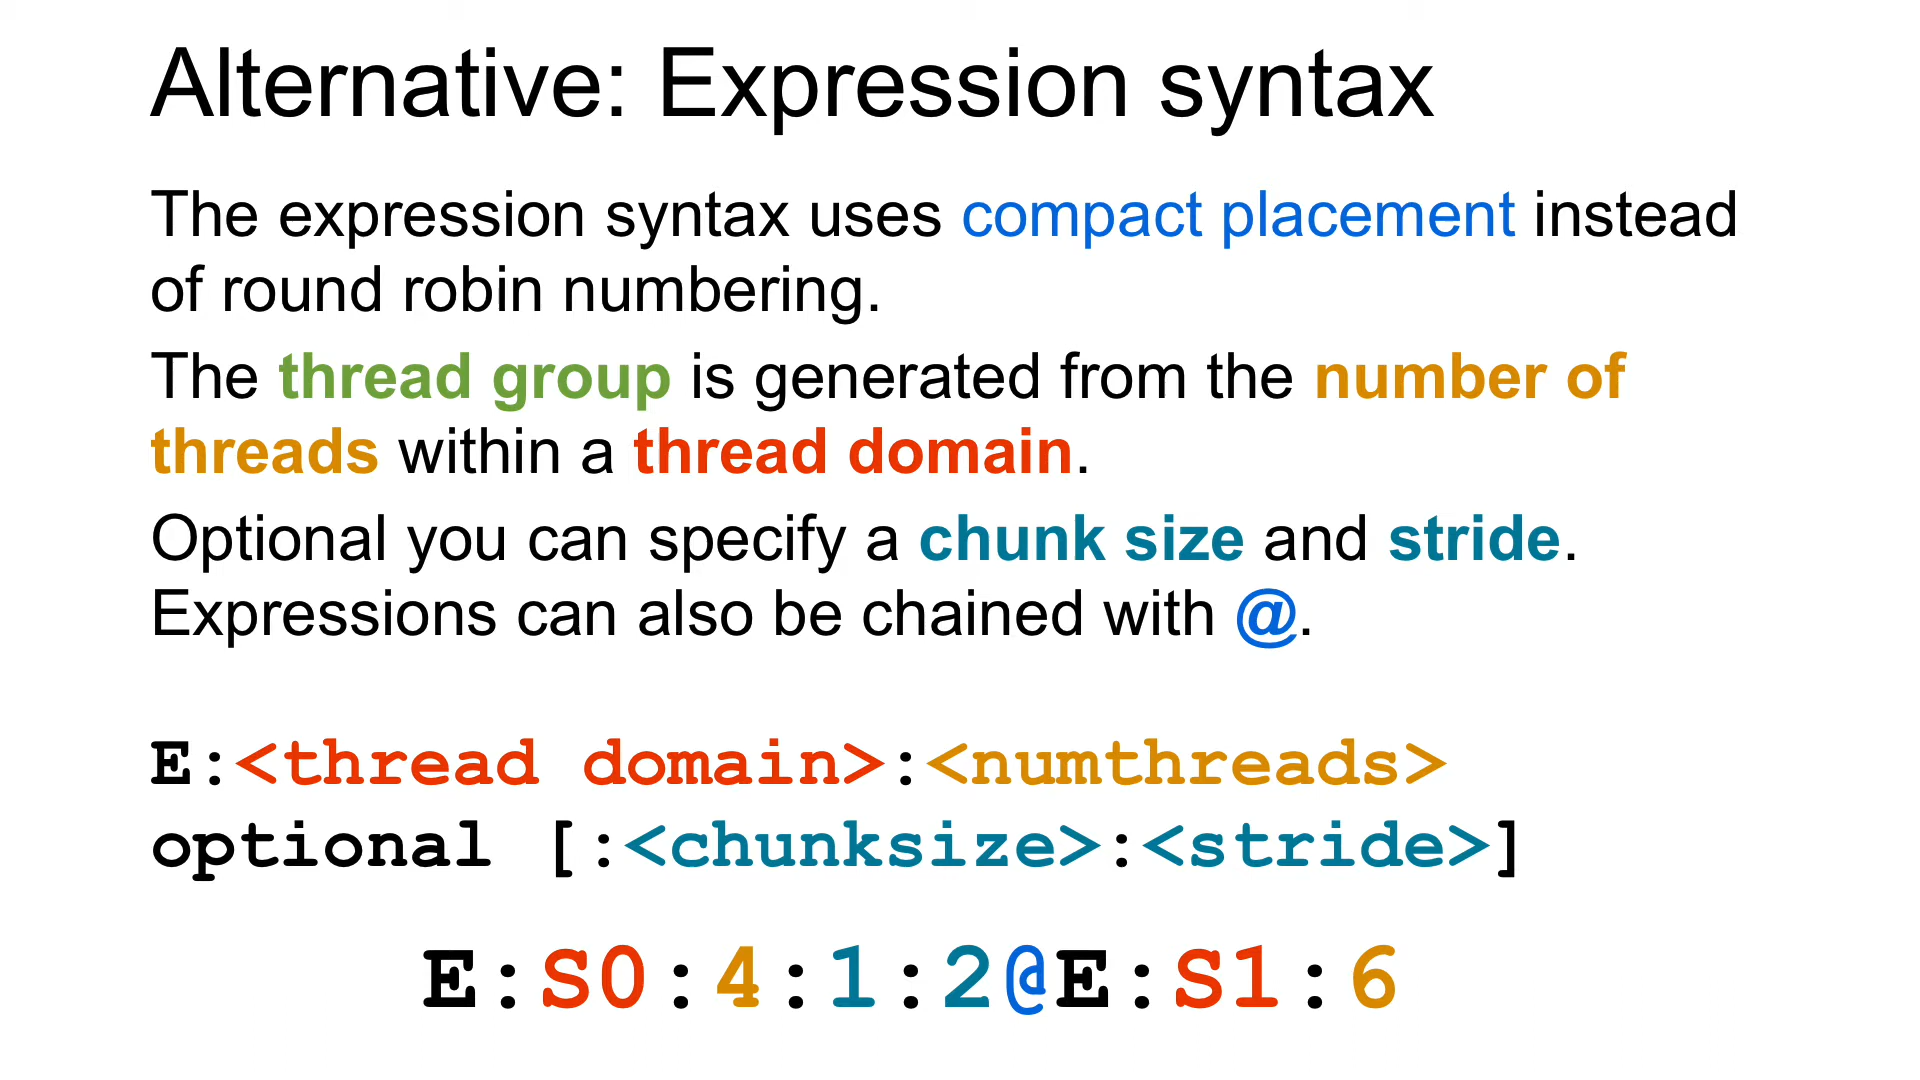 Alternative: Expression syntax
The expression syntax uses compact placement instead
of round robin numbering.
The thread group is generated from the number of
threads within a thread domain.
Optional you can specify a chunk size and stride.
Expressions can also be chained with @.
E:<thread domain>:<numthreads>
optional [:<chunksize>:<stride>]
E:S0:4:1:2@E:S1:6